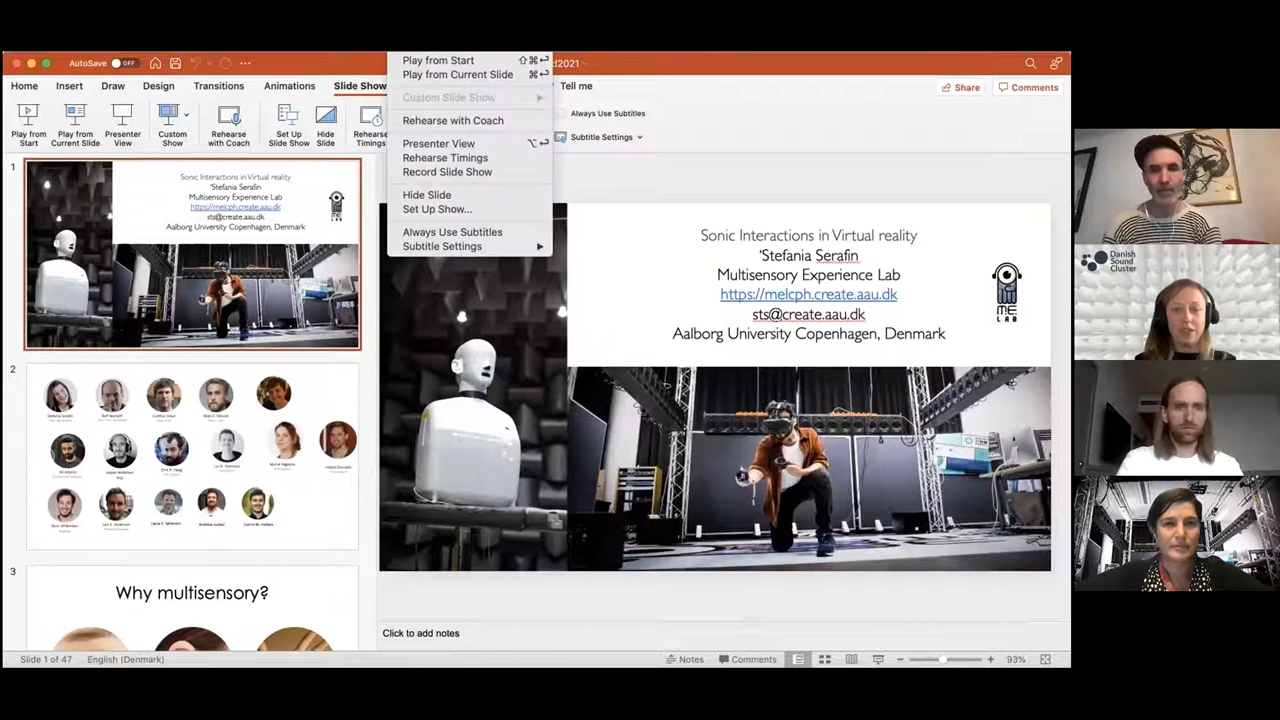 AutoSave
OFF
d2021
Home
Insert
Draw
Design
Transitions
Animations
Slide Show
Tell me
Share
Comments
Play from Start
Play from Current Slide
Presenter View
Custom Show
Rehearse with Coach
Set Up Slide Show
Hide Slide
Rehearse Timings
Always Use Subtitles
Subtitle Settings
Play from Start ⇧⌘↩
Play from Current Slide ⌘↩
Custom Slide Show
Rehearse with Coach
Presenter View ⌥↩
Rehearse Timings
Record Slide Show
Hide Slide
Set Up Show...
Always Use Subtitles
Subtitle Settings
1
Sonic Interactions in Virtual reality
'Stefania Serafin
Multisensory Experience Lab
https://melcph.create.aau.dk
sts@create.aau.dk
Aalborg University Copenhagen, Denmark
2
3
Why multisensory?
Sonic Interactions in Virtual reality
'Stefania Serafin
Multisensory Experience Lab
https://melcph.create.aau.dk
sts@create.aau.dk
Aalborg University Copenhagen, Denmark
M:E
LAB
Click to add notes
Slide 1 of 47
English (Denmark)
Notes
Comments
93%
Danish
Sound
Cluster